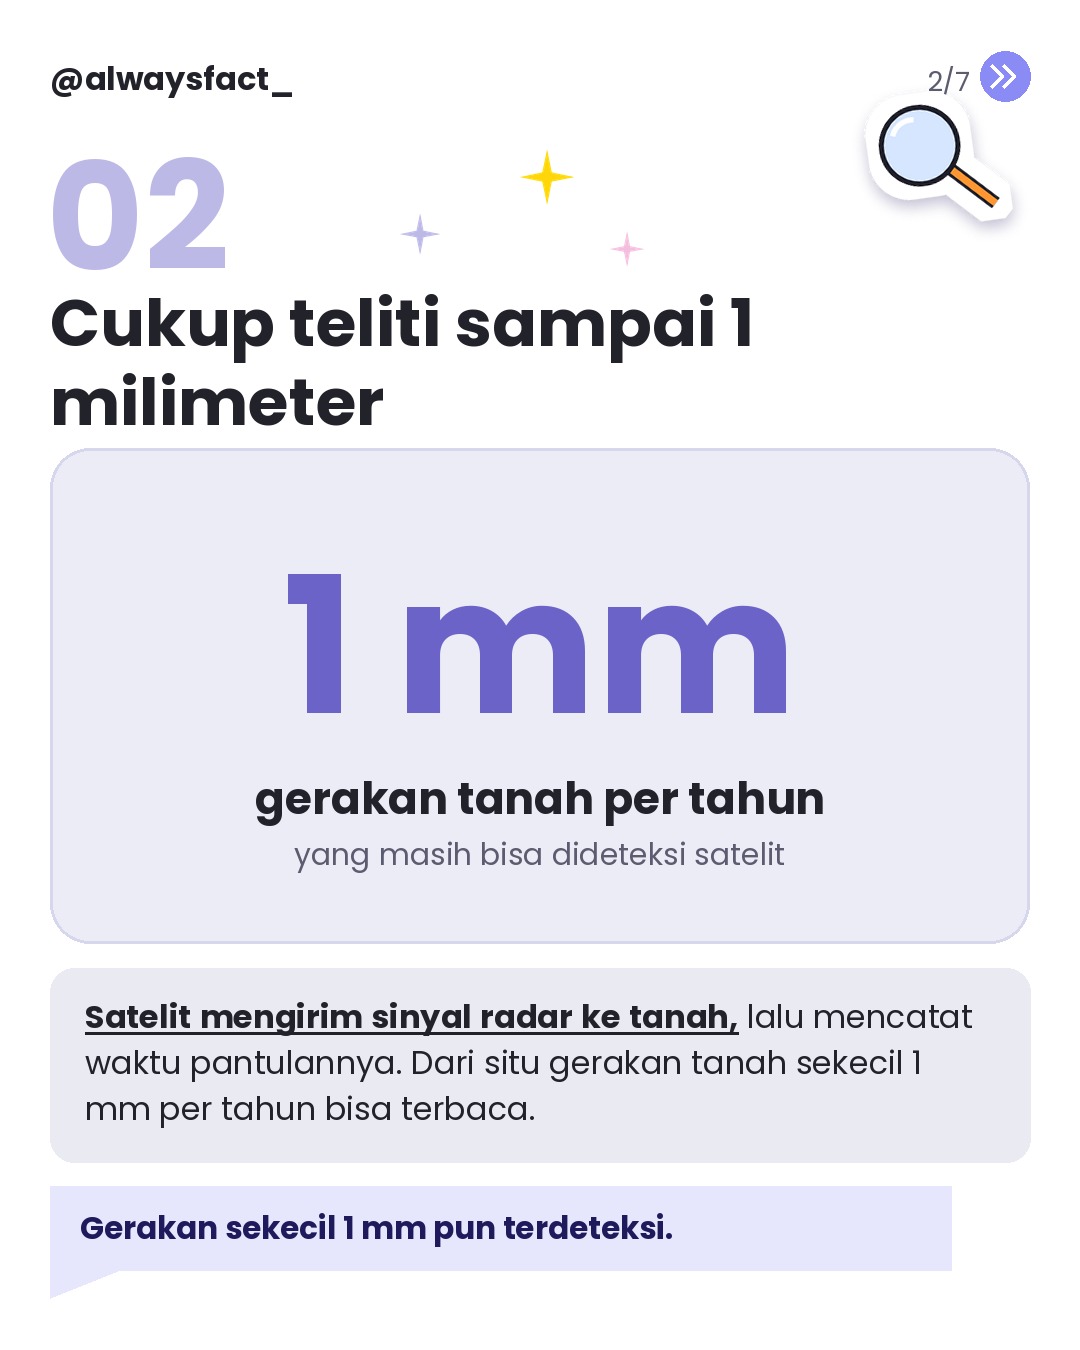 @alwaysfact_
2/7
02
Cukup teliti sampai 1
milimeter
1 mm
gerakan tanah per tahun
yang masih bisa dideteksi satelit
Satelit mengirim sinyal radar ke tanah, lalu mencatat
waktu pantulannya. Dari situ gerakan tanah sekecil 1
mm per tahun bisa terbaca.
Gerakan sekecil 1 mm pun terdeteksi.